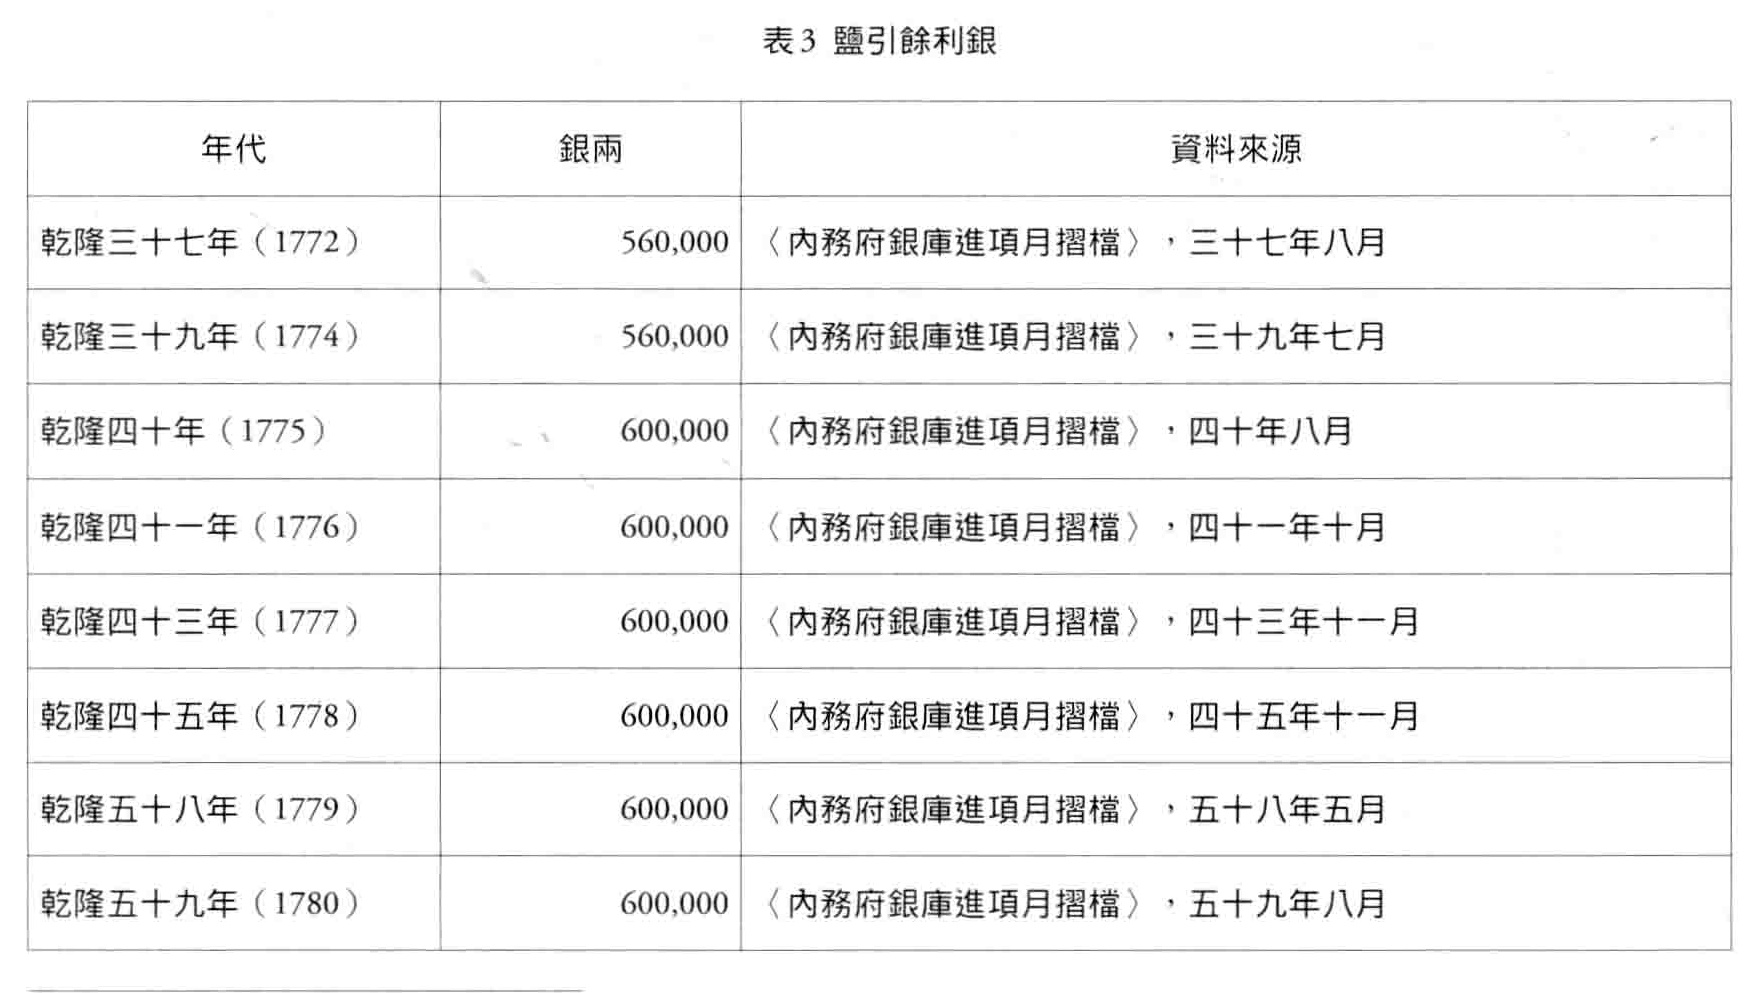 表3 鹽引餘利銀
年代 銀兩 資料來源
乾隆三十七年（1772） 560,000 〈內務府銀庫進項月摺檔〉，三十七年八月
乾隆三十九年（1774） 560,000 〈內務府銀庫進項月摺檔〉，三十九年七月
乾隆四十年（1775） 600,000 〈內務府銀庫進項月摺檔〉，四十年八月
乾隆四十一年（1776） 600,000 〈內務府銀庫進項月摺檔〉，四十一年十月
乾隆四十三年（1777） 600,000 〈內務府銀庫進項月摺檔〉，四十三年十一月
乾隆四十五年（1778） 600,000 〈內務府銀庫進項月摺檔〉，四十五年十一月
乾隆五十八年（1779） 600,000 〈內務府銀庫進項月摺檔〉，五十八年五月
乾隆五十九年（1780） 600,000 〈內務府銀庫進項月摺檔〉，五十九年八月